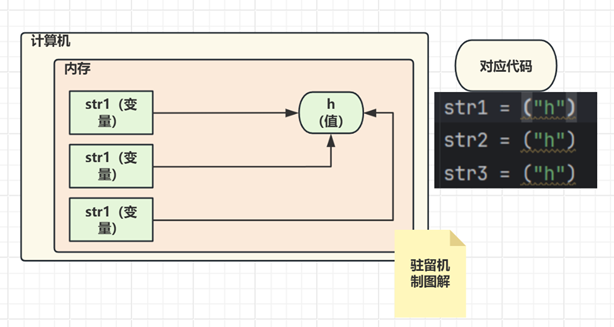 计算机
内存
str1（变
量）
str1（变
量）
str1（变
量）
h
（值）
对应代码
str1 = ("h")
str2 = ("h")
str3 = ("h")
驻留机
制图解